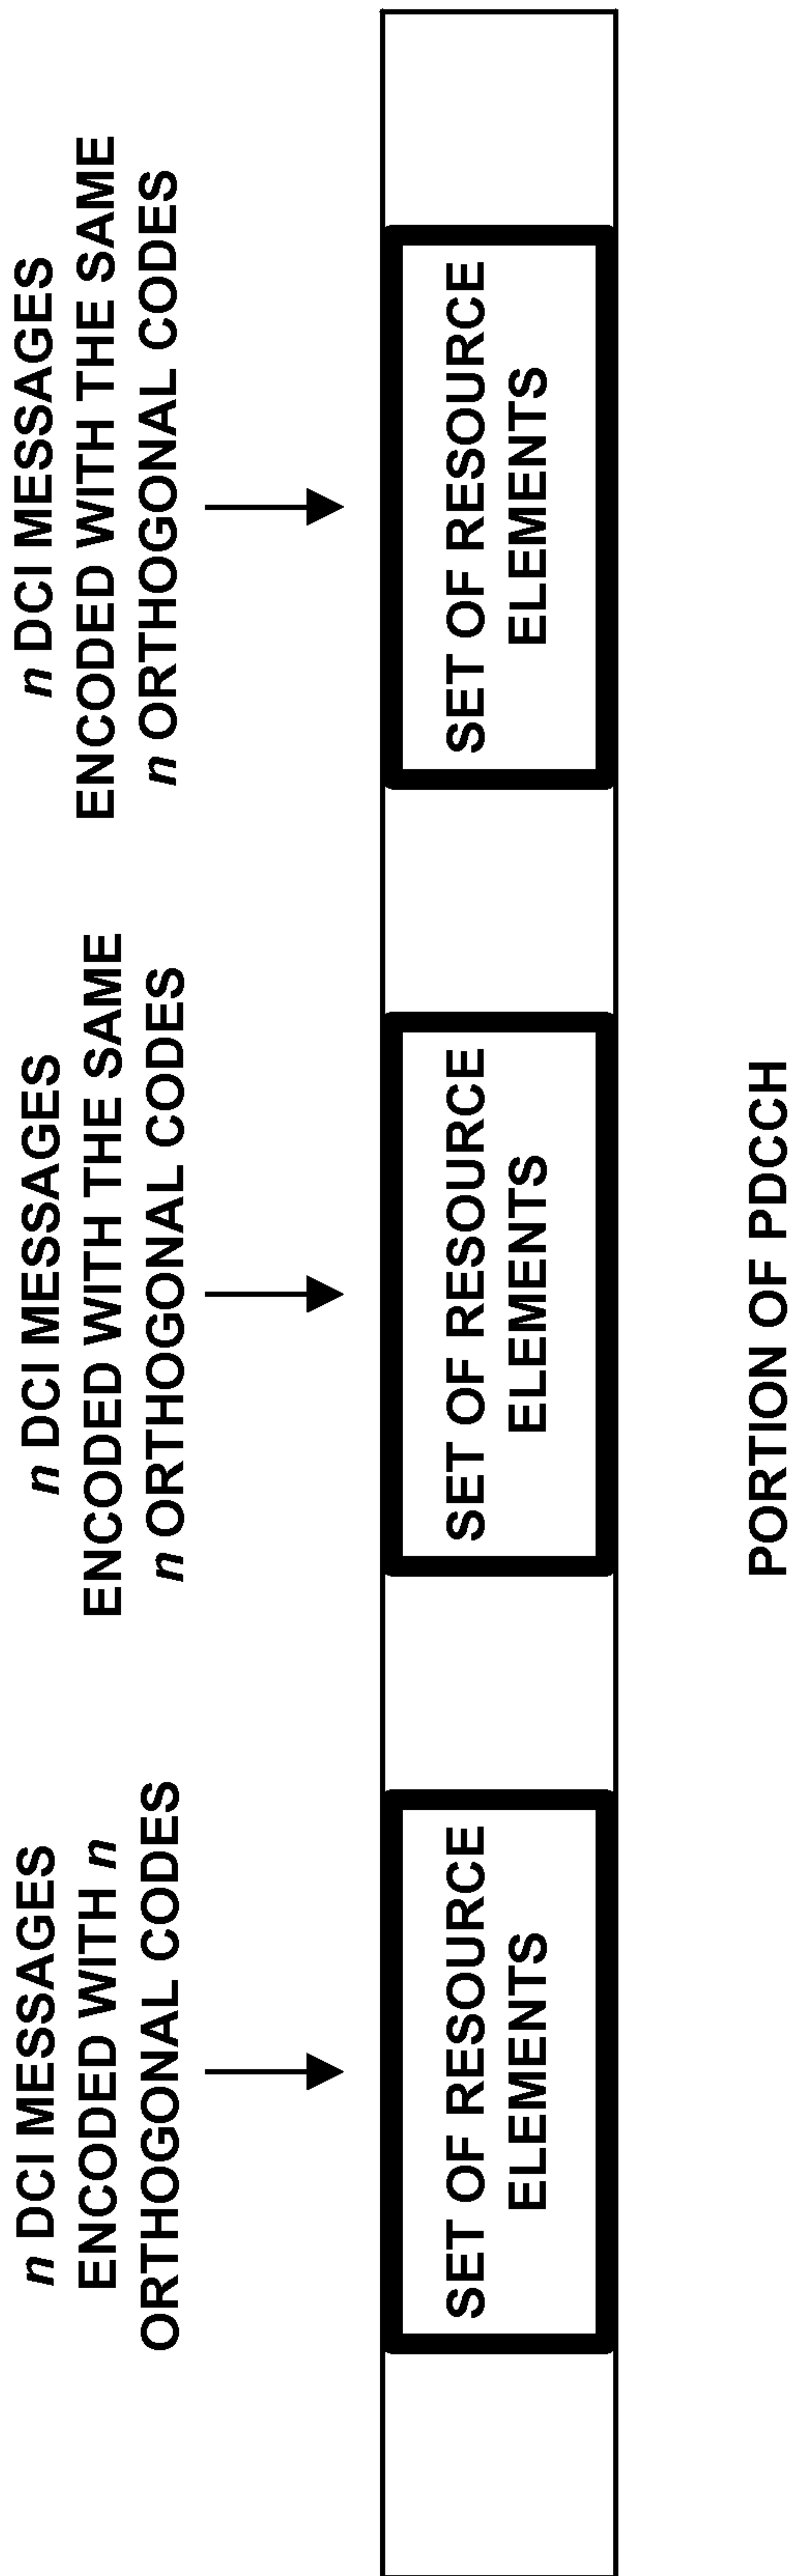 n DCI MESSAGES
ENCODED WITH n
ORTHOGONAL CODES
n DCI MESSAGES
ENCODED WITH THE SAME
n ORTHOGONAL CODES
n DCI MESSAGES
ENCODED WITH THE SAME
n ORTHOGONAL CODES
SET OF RESOURCE
ELEMENTS
SET OF RESOURCE
ELEMENTS
SET OF RESOURCE
ELEMENTS
PORTION OF PDCCH